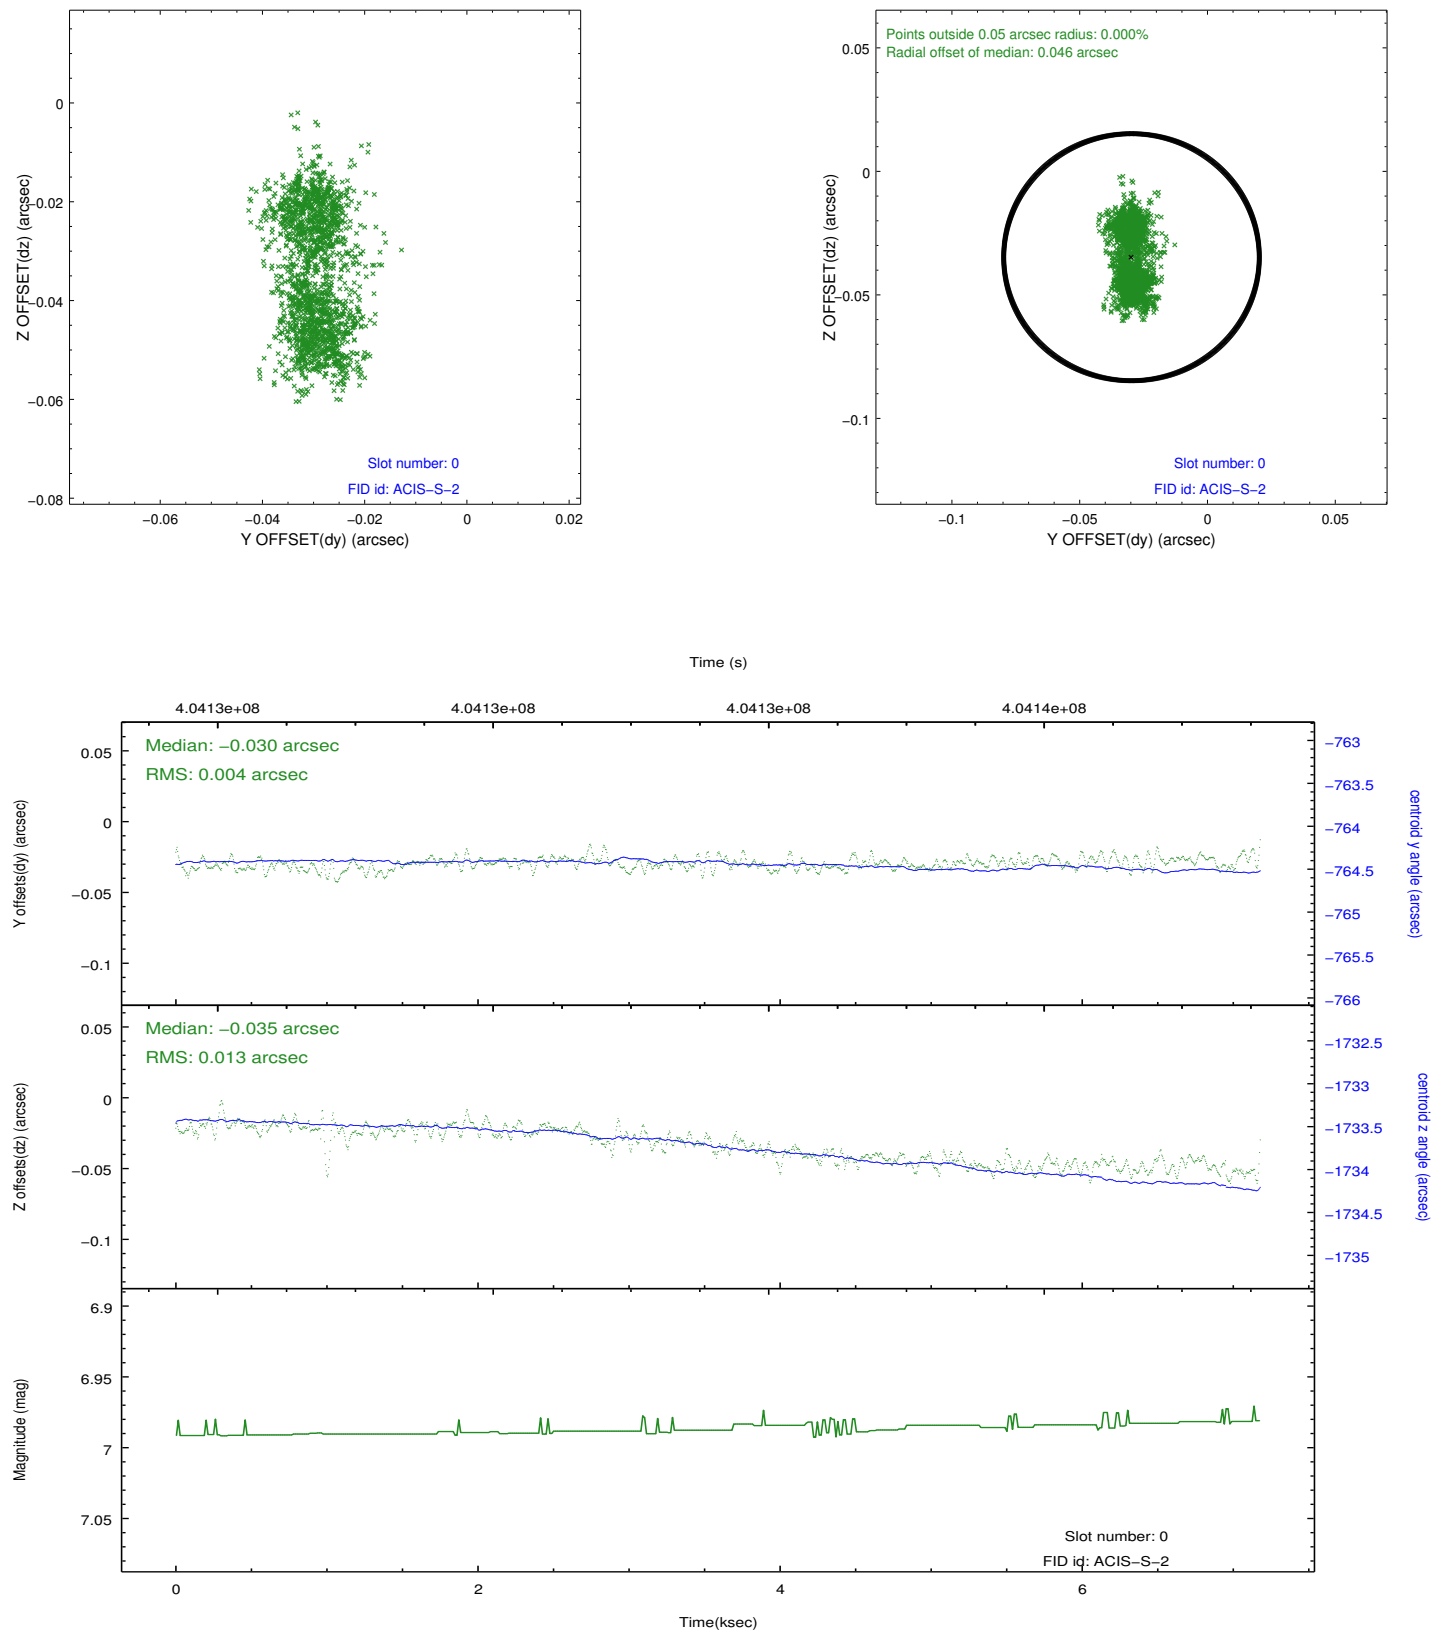 0
−0.02
−0.04
−0.06
−0.08
Z OFFSET(dz) (arcsec)
Slot number: 0
FID id: ACIS−S−2
−0.06
−0.04
−0.02
0
0.02
Y OFFSET(dy) (arcsec)
Points outside 0.05 arcsec radius: 0.000%
Radial offset of median: 0.046 arcsec
0.05
0
−0.05
−0.1
Z OFFSET(dz) (arcsec)
Slot number: 0
FID id: ACIS−S−2
−0.1
−0.05
0
0.05
Y OFFSET(dy) (arcsec)
Time (s)
4.0413e+08
4.0413e+08
4.0413e+08
4.0414e+08
Median: −0.030 arcsec
RMS: 0.004 arcsec
0.05
0
−0.05
−0.1
Y offsets(dy) (arcsec)
−763
−763.5
−764
−764.5
−765
−765.5
−766
centroid y angle (arcsec)
Median: −0.035 arcsec
RMS: 0.013 arcsec
0.05
0
−0.05
−0.1
Z offsets(dz) (arcsec)
−1732.5
−1733
−1733.5
−1734
−1734.5
−1735
centroid z angle (arcsec)
6.9
6.95
7
7.05
Magnitude (mag)
Slot number: 0
FID id: ACIS−S−2
0
2
4
6
Time(ksec)